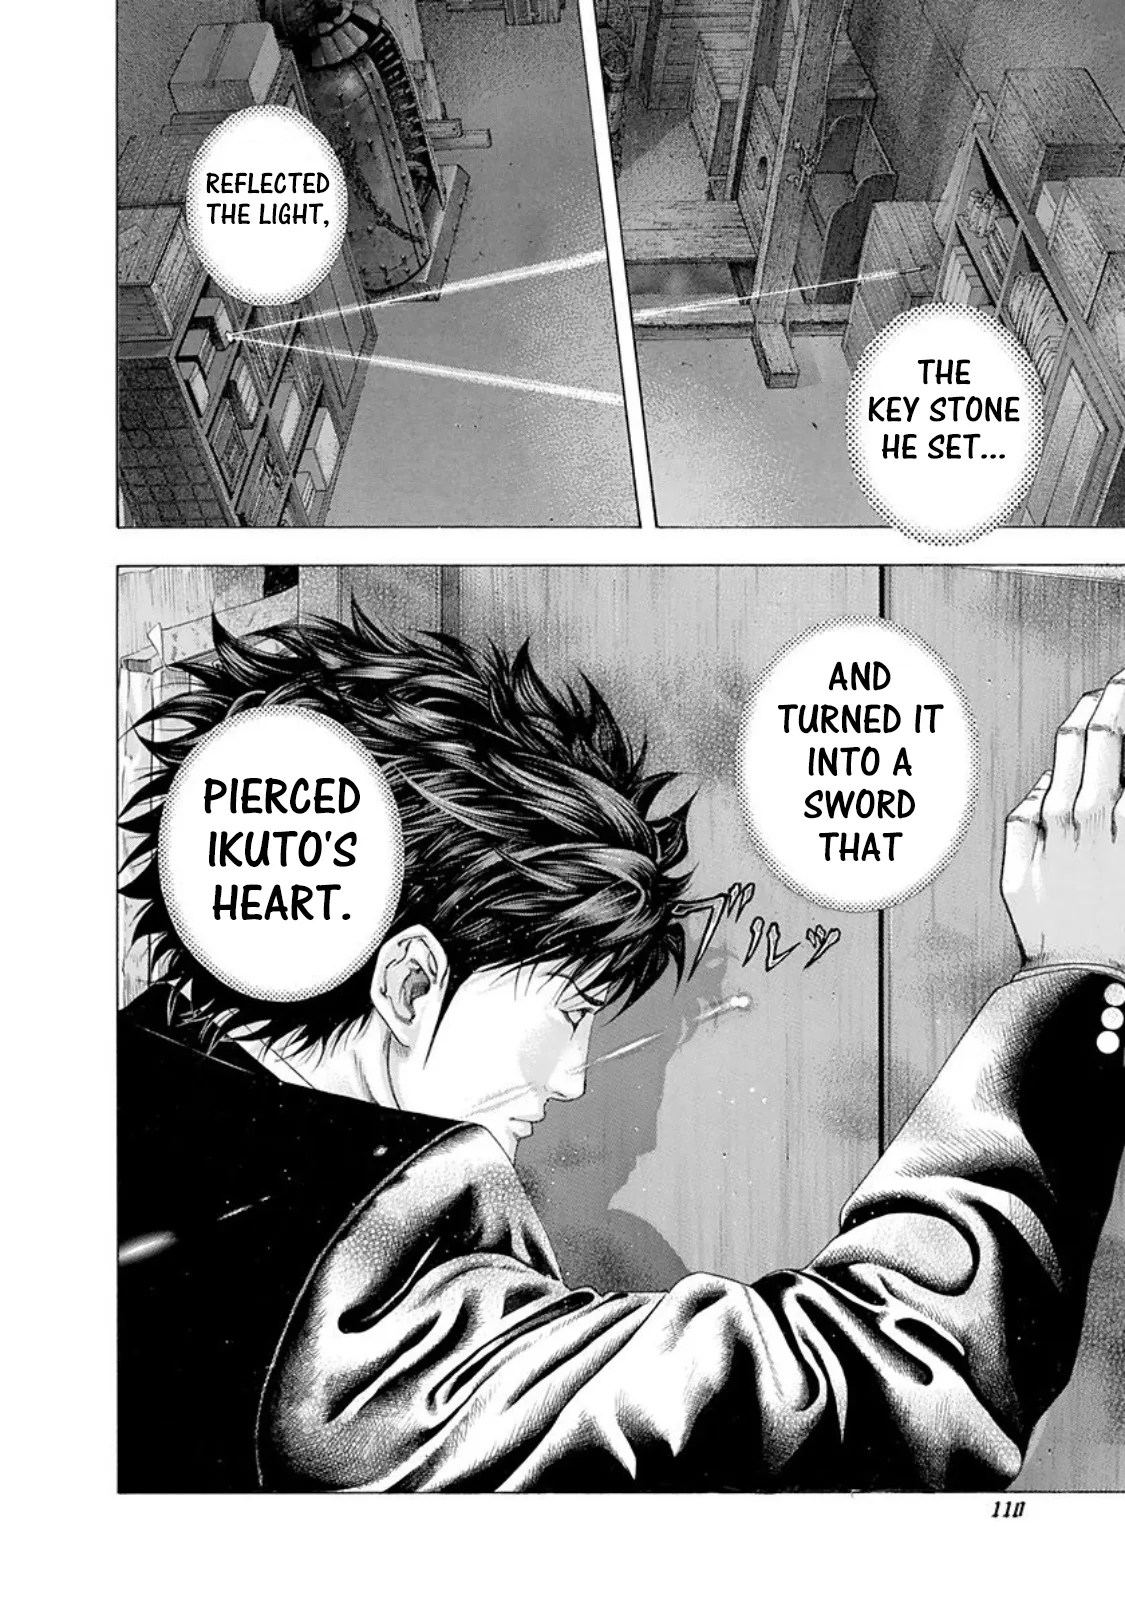 THE
KEY STONE
HE SET...
REFLECTED
THE LIGHT,
AND
TURNED IT
INTO A
SWORD
THAT
PIERCED
IKUTO'S
HEART.
ブルルッ
110